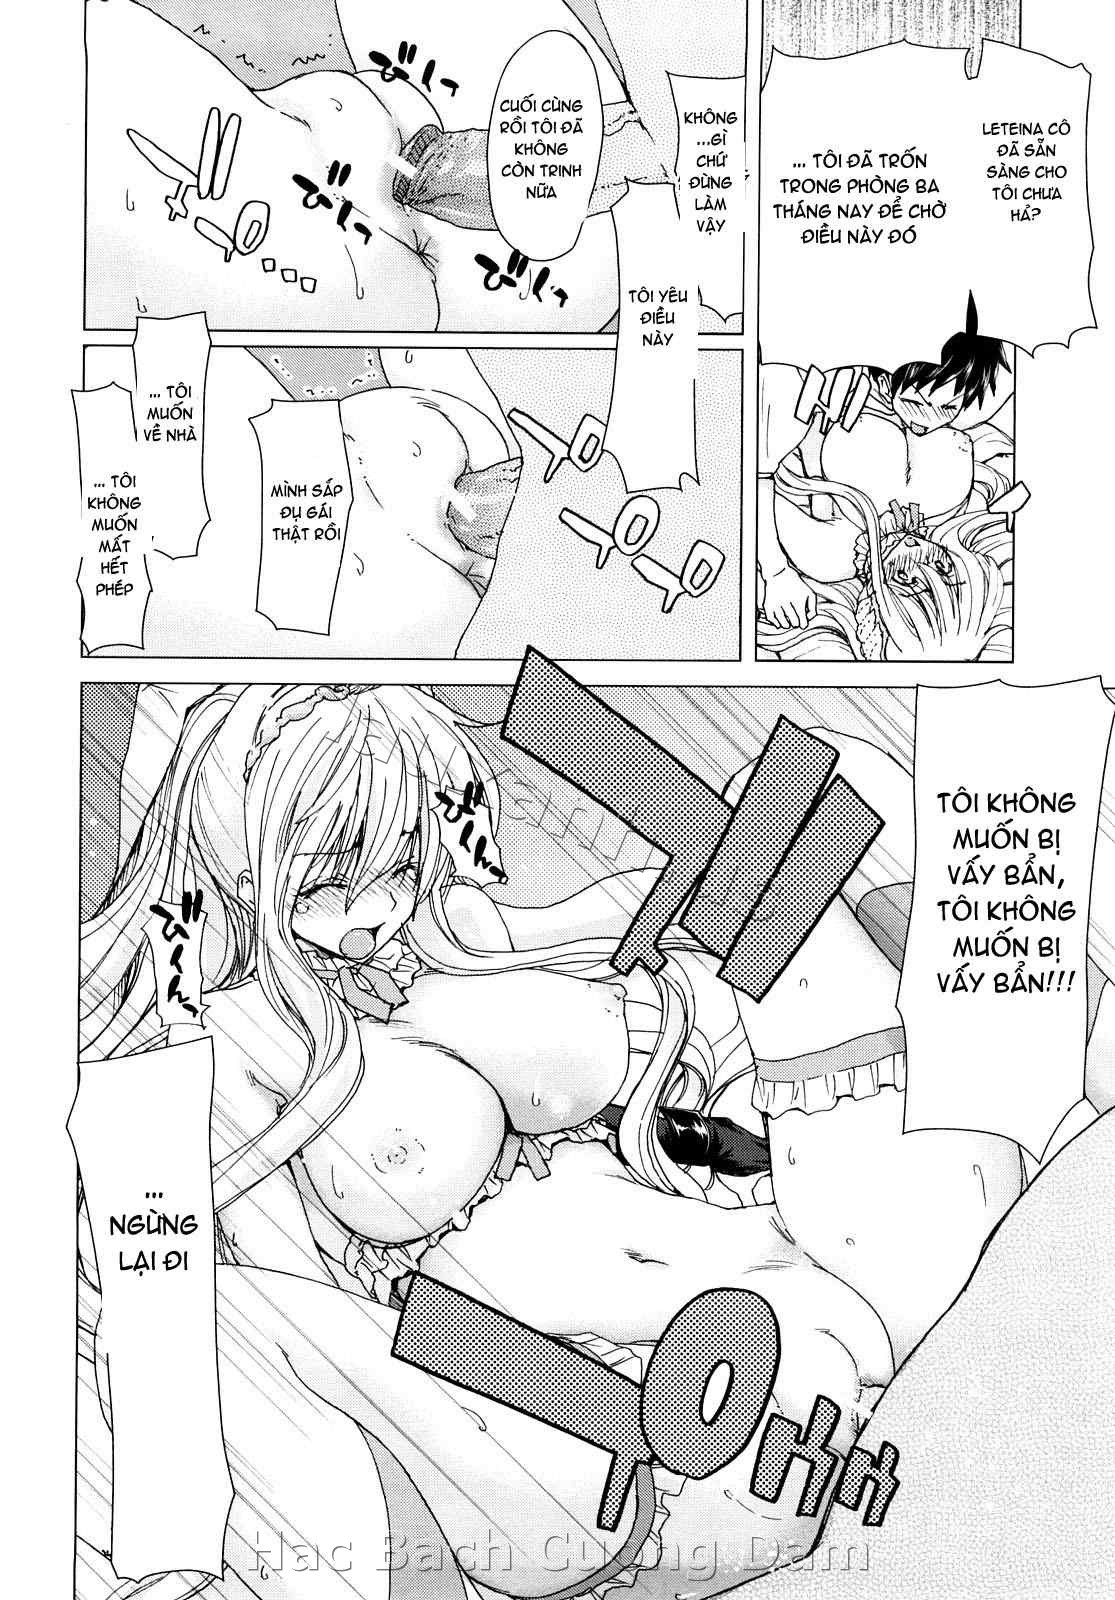 LETEINA CÔ
ĐÃ SẴN
SÀNG CHO
TÔI CHƯA
HẢ?
... TÔI ĐÃ TRỐN
TRONG PHÒNG BA
THÁNG NAY ĐỂ CHỜ
ĐIỀU NÀY ĐÓ
KHÔNG
...GÌ
CHỨ
ĐỪNG
LÀM
VẬY
CUỐI CÙNG
RỒI TÔI ĐÃ
KHÔNG
CÒN TRINH
NỮA
TÔI YÊU
ĐIỀU
NÀY
MÌNH SẮP
ĐỤ GÁI
THẬT RỒI
... TÔI
MUỐN
VỀ NHÀ
... TÔI
KHÔNG
MUỐN
MẤT
HẾT
PHÉP
TÔI KHÔNG
MUỐN BỊ
VẤY BẨN,
TÔI KHÔNG
MUỐN BỊ
VẤY BẨN!!!
...
NGỪNG
LẠI ĐI
Hac Bach Cuong Dam